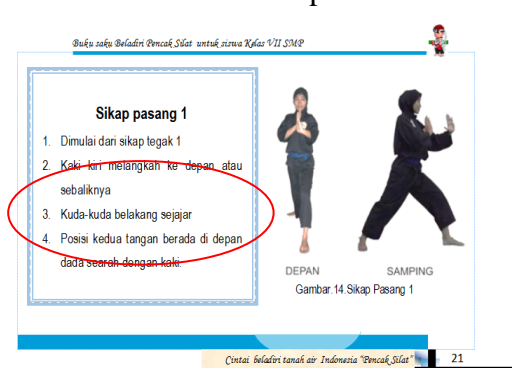 Buku saku Beladiri Pencak Silat untuk siswa Kelas VII SMP
Sikap pasang 1
1. Dimulai dari sikap tegak 1
2. Kaki kiri melangkah ke depan atau
sebaliknya
3. Kuda-kuda belakang sejajar
4. Posisi kedua tangan berada di depan
dada searah dengan kaki.
DEPAN
SAMPING
Gambar.14.Sikap Pasang 1
Cintai beladiri tanah air Indonesia "Pencak Silat"
21